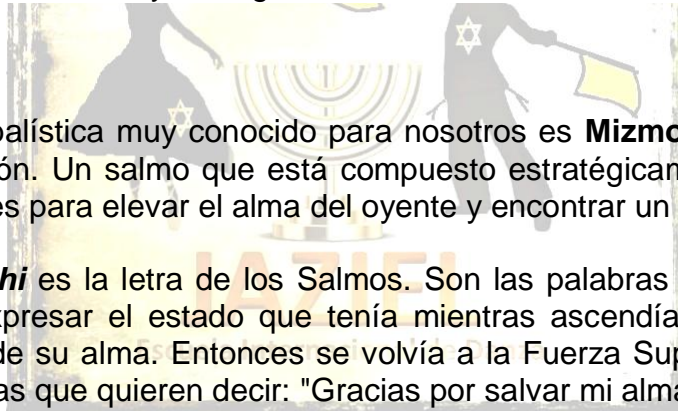 balística muy conocido para nosotros es Mizmo
ón. Un salmo que está compuesto estratégican
es para elevar el alma del oyente y encontrar un
hi es la letra de los Salmos. Son las palabras
xpresar el estado que tenía mientras ascendía
de su alma. Entonces se volvía a la Fuerza Sup
as que quieren decir: "Gracias por salvar mi alma
JAZIEL